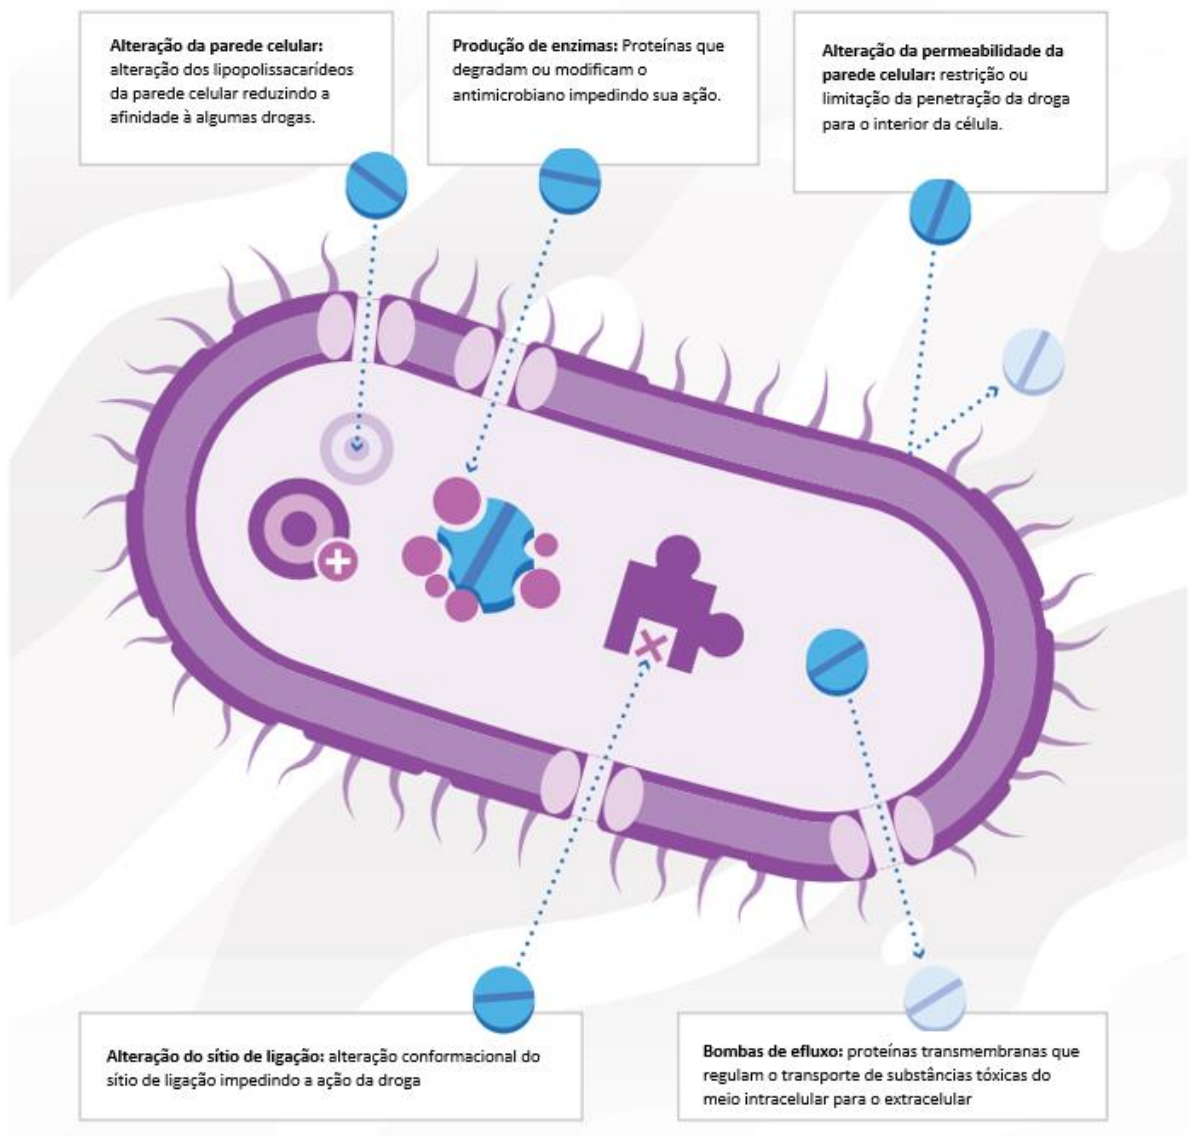 Alteração da parede celular:
alteração dos lipopolissacarídeos
da parede celular reduzindo a
afinidade à algumas drogas.
Produção de enzimas: Proteínas que
degradam ou modificam o
antimicrobiano impedindo sua ação.
Alteração da permeabilidade da
parede celular: restrição ou
limitação da penetração da droga
para o interior da célula.
Alteração do sítio de ligação: alteração conformacional do
sítio de ligação impedindo a ação da droga
Bombas de efluxo: proteínas transmembranas que
regulam o transporte de substâncias tóxicas do
meio intracelular para o extracelular